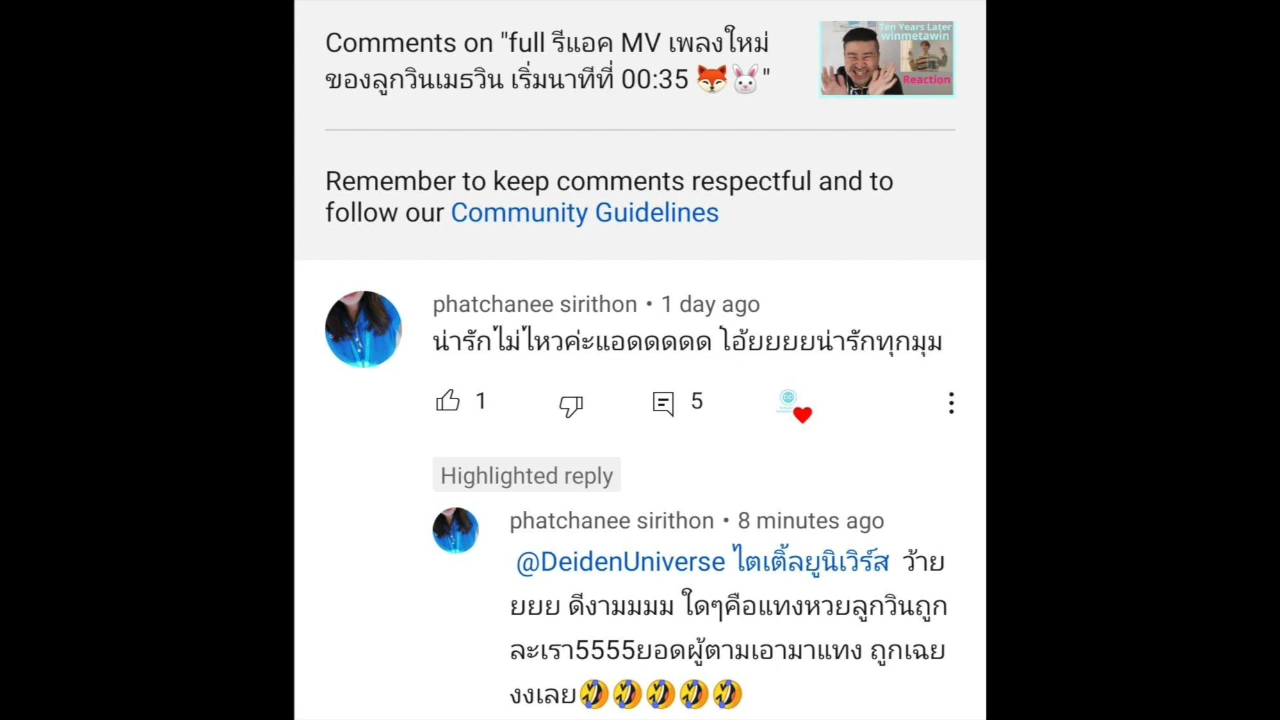 Comments on "full รีแอค MV เพลงใหม่
ของลูกวินเมธวิน เริ่มนาทีที่ 00:35 🦊🐰"
Ten Years Later
winmetawin
Reaction
Remember to keep comments respectful and to
follow our Community Guidelines
phatchanee sirithon • 1 day ago
น่ารักไม่ไหวค่ะแอดดดดด โอ้ยยยยน่ารักทุกมุม
1 5
Highlighted reply
phatchanee sirithon • 8 minutes ago
@DeidenUniverse ไตเติ้ลยูนิเวิร์ส ว้าย
ยยย ดีงามมมม ใดๆคือแทงหวยลูกวินถูก
ละเรา5555ยอดผู้ตามเอามาแทง ถูกเฉย
งงเลย🤣🤣🤣🤣🤣